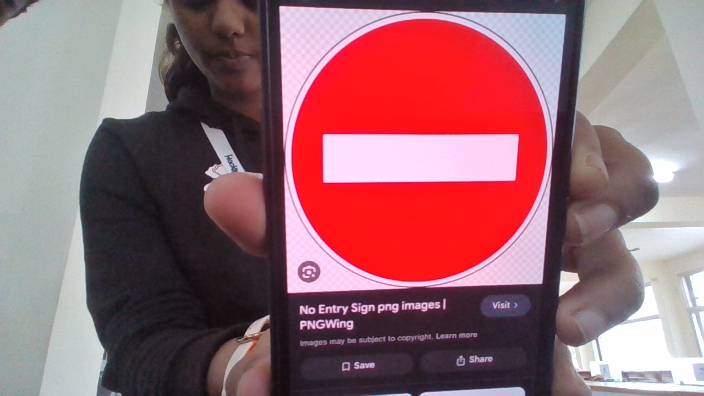 No Entry Sign png images |
PNGWing
Visit >
Images may be subject to copyright. Learn more
Save
Share